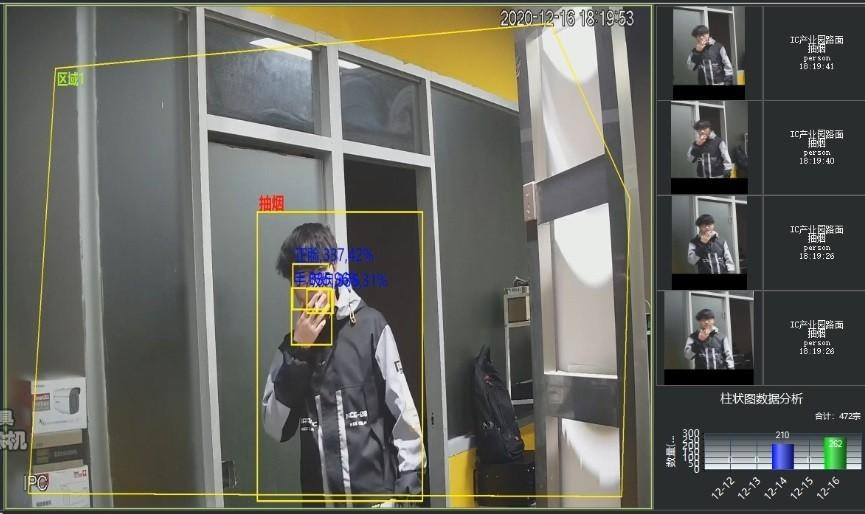 2020-12-16 18:19:53
区域1
抽烟
正脸,337,42%
IPC
IC产业园路面
抽烟
person
18:19:41
IC产业园路面
抽烟
person
18:19:40
IC产业园路面
抽烟
person
18:19:26
IC产业园路面
抽烟
person
18:19:26
柱状图数据分析
合计: 472宗
数量(...
300
250
200
150
100
50
0
210
262
12-12
12-13
12-14
12-15
12-16